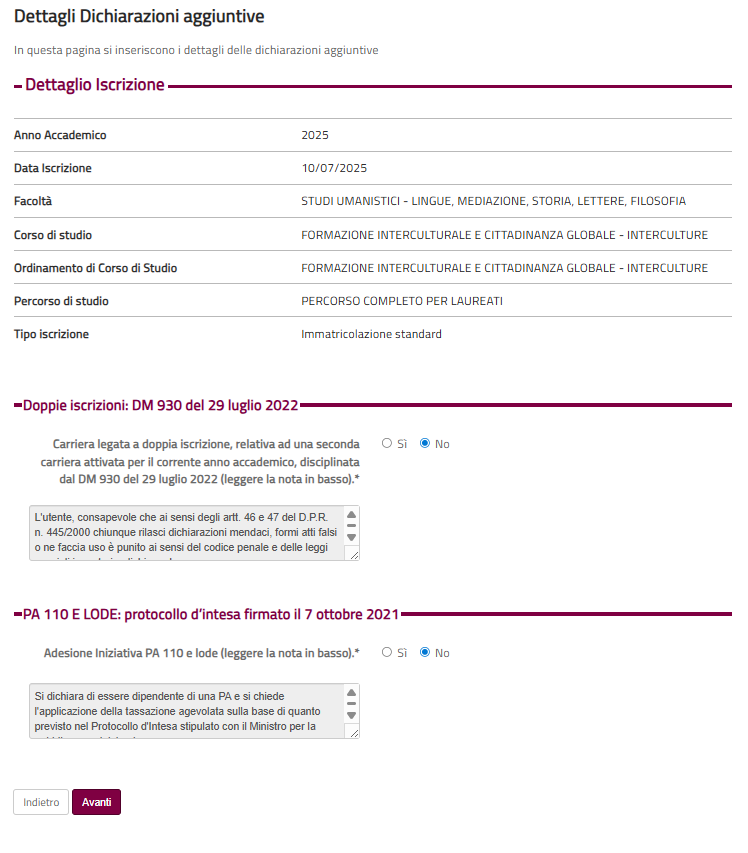 Dettagli Dichiarazioni aggiuntive
In questa pagina si inseriscono i dettagli delle dichiarazioni aggiuntive
Dettaglio Iscrizione
Anno Accademico 2025
Data Iscrizione 10/07/2025
Facoltà STUDI UMANISTICI - LINGUE, MEDIAZIONE, STORIA, LETTERE, FILOSOFIA
Corso di studio FORMAZIONE INTERCULTURALE E CITTADINANZA GLOBALE - INTERCULTURE
Ordinamento di Corso di Studio FORMAZIONE INTERCULTURALE E CITTADINANZA GLOBALE - INTERCULTURE
Percorso di studio PERCORSO COMPLETO PER LAUREATI
Tipo iscrizione Immatricolazione standard
Doppie iscrizioni: DM 930 del 29 luglio 2022
Carriera legata a doppia iscrizione, relativa ad una seconda Sì No
carriera attivata per il corrente anno accademico, disciplinata
dal DM 930 del 29 luglio 2022 (leggere la nota in basso).*
L'utente, consapevole che ai sensi degli artt. 46 e 47 del D.P.R.
n. 445/2000 chiunque rilasci dichiarazioni mendaci, formi atti falsi
o ne faccia uso è punito ai sensi del codice penale e delle leggi
PA 110 E LODE: protocollo d’intesa firmato il 7 ottobre 2021
Adesione Iniziativa PA 110 e lode (leggere la nota in basso).* Sì No
Si dichiara di essere dipendente di una PA e si chiede
l'applicazione della tassazione agevolata sulla base di quanto
previsto nel Protocollo d'Intesa stipulato con il Ministro per la
Indietro Avanti